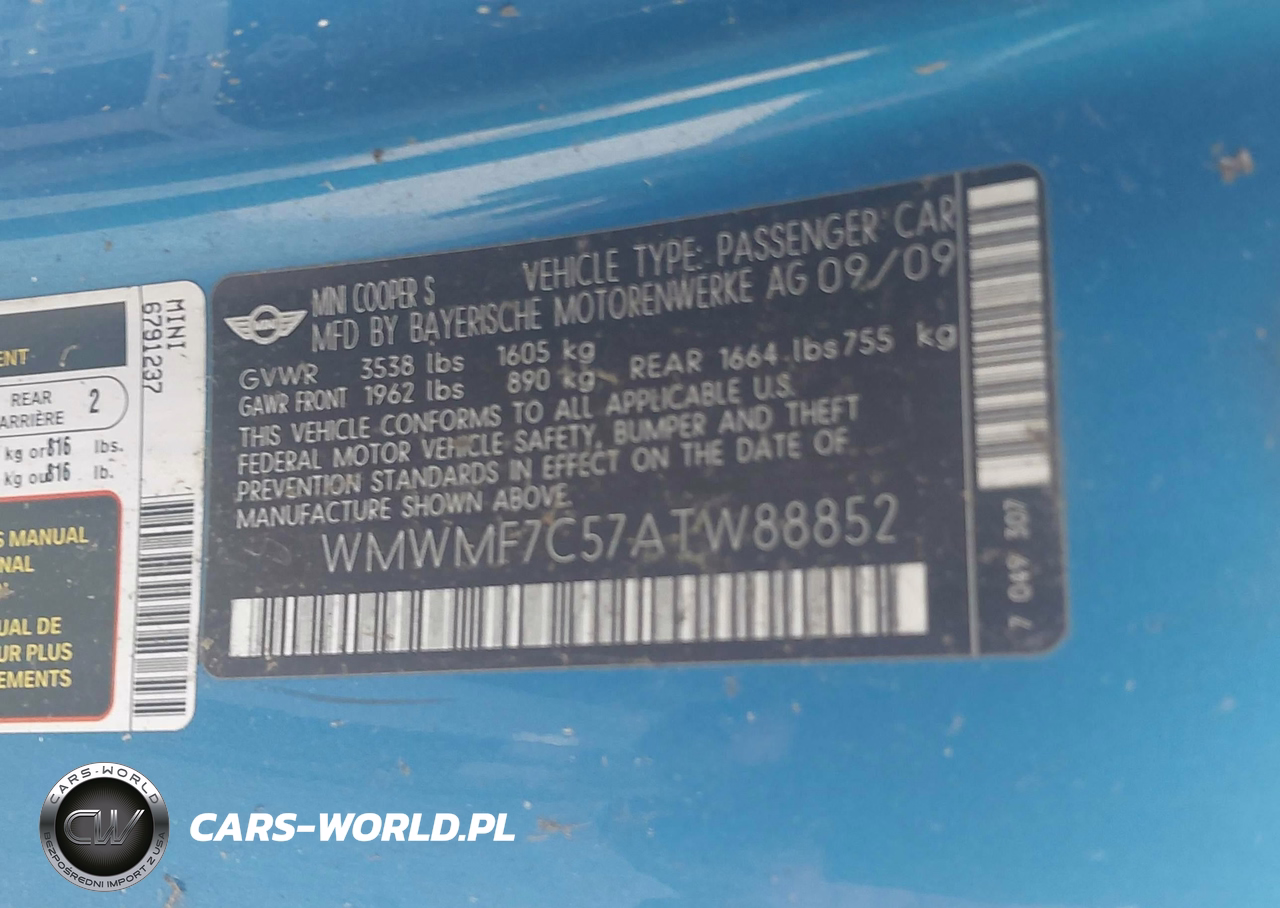 MINI
6791237
ENT
REAR
ARRIÈRE
2
kg or 816 lbs.
Kg ou 816 lb.
S MANUAL
NAL
UAL DE
UR PLUS
EMENTS
MINI
MINI COOPER S VEHICLE TYPE: PASSENGER CAR
MFD BY BAYERISCHE MOTORENWERKE AG 09/09
GVWR 3538 lbs 1605 kg
GAWR FRONT 1962 lbs 890 kg REAR 1664 lbs 755 kg
THIS VEHICLE CONFORMS TO ALL APPLICABLE U.S.
FEDERAL MOTOR VEHICLE SAFETY, BUMPER AND THEFT
PREVENTION STANDARDS IN EFFECT ON THE DATE OF
MANUFACTURE SHOWN ABOVE.
WMWMF7C57ATW88852
7 049 307
CARS-WORLD
CW
BEZPOŚREDNI IMPORT Z USA
CARS-WORLD.PL